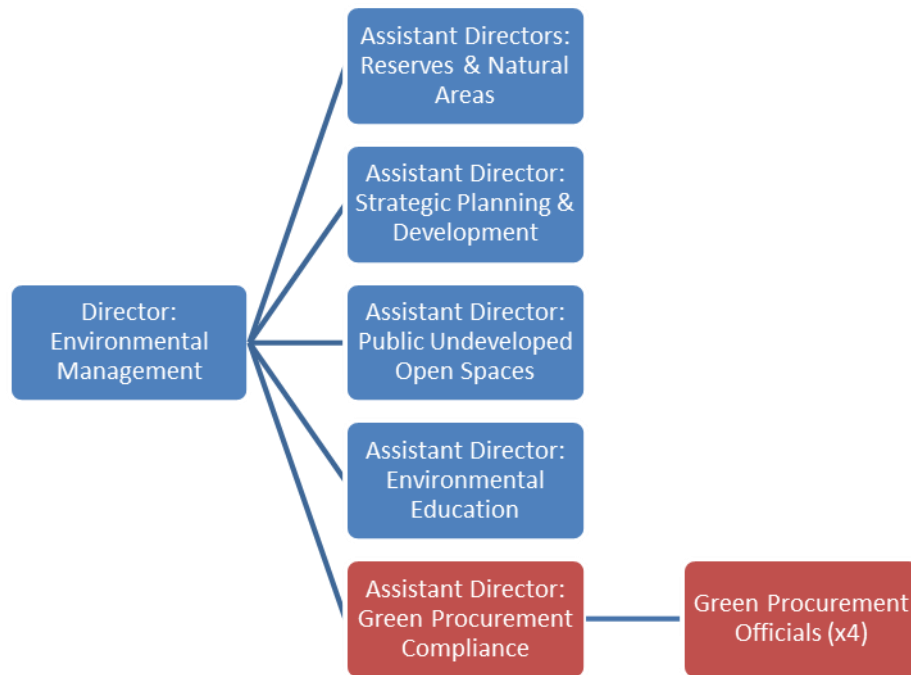 Assistant Directors:
Reserves & Natural
Areas
Assistant Director:
Strategic Planning &
Development
Director:
Environmental
Management
Assistant Director:
Public Undeveloped
Open Spaces
Assistant Director:
Environmental
Education
Assistant Director:
Green Procurement
Compliance
Green Procurement
Officials (x4)